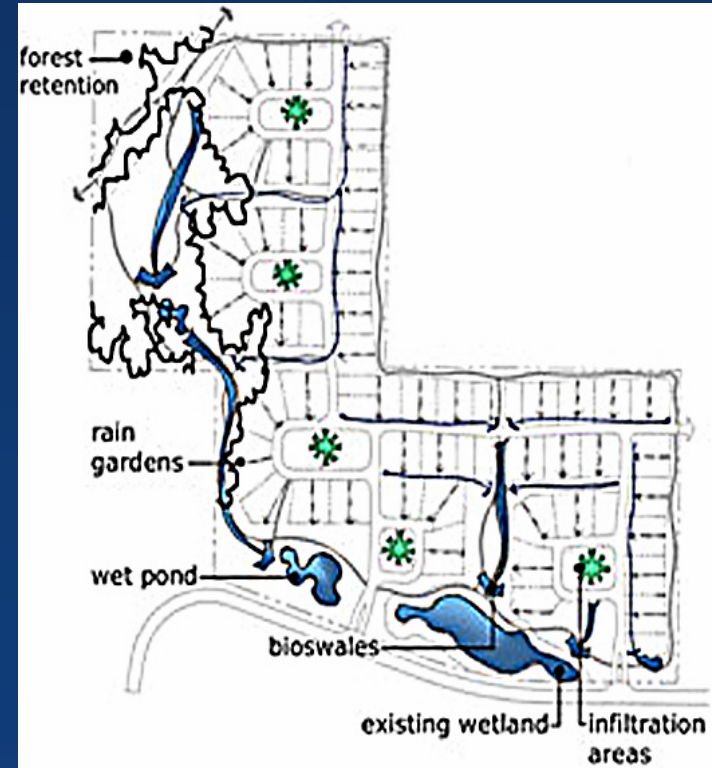 forest
retention
rain
gardens
wet pond
bioswales
existing wetland
infiltration
areas